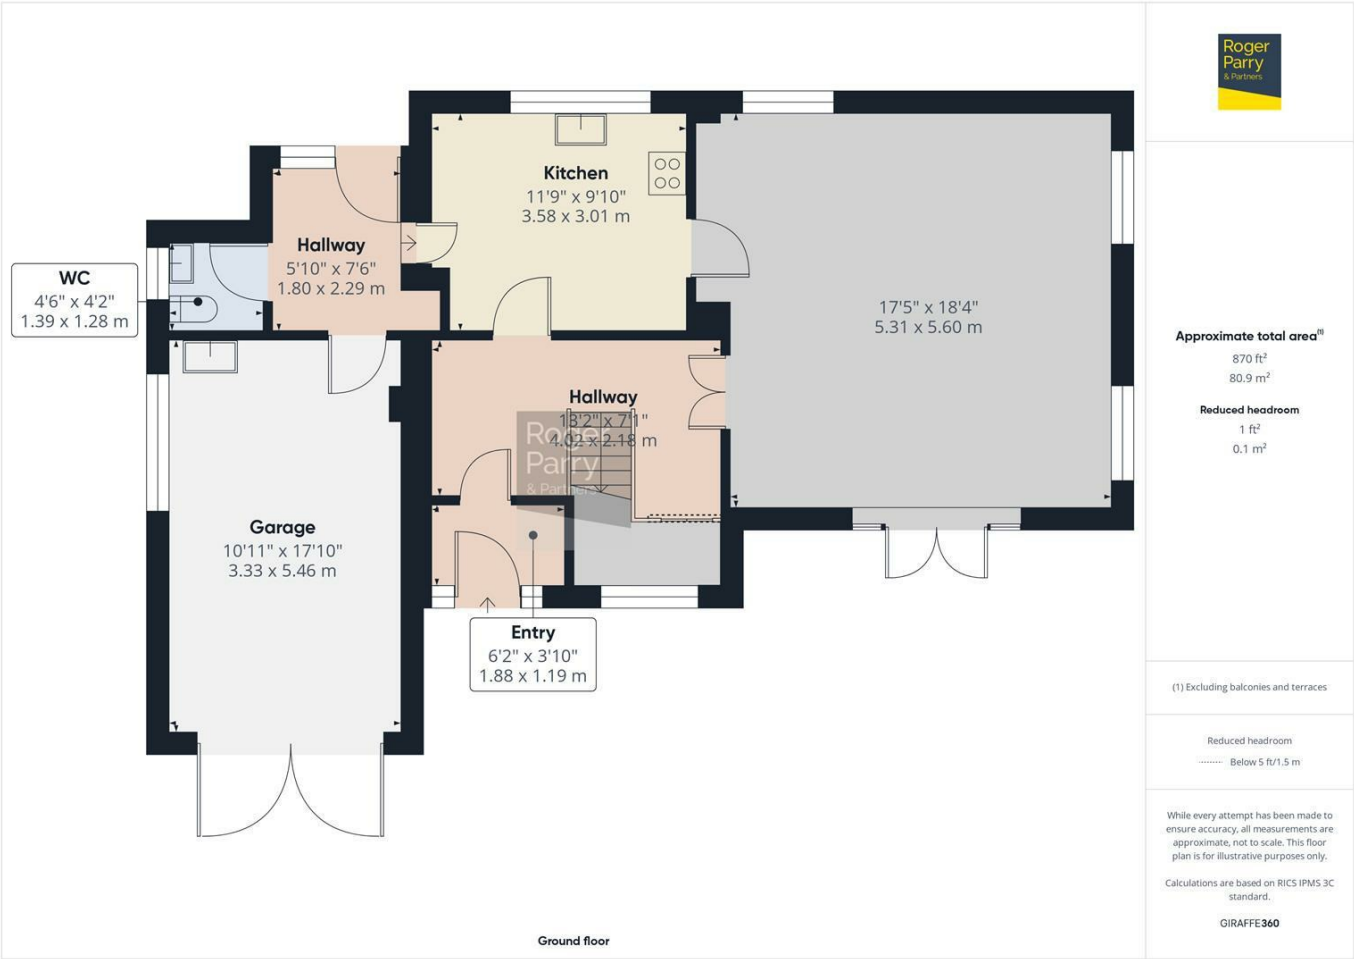 Roger
Parry
& Partners
Kitchen
11'9" x 9'10"
3.58 x 3.01 m
Hallway
5'10" x 7'6"
1.80 x 2.29 m
WC
4'6" x 4'2"
1.39 x 1.28 m
17'5" x 18'4"
5.31 x 5.60 m
Hallway
13'2" x 7'1"
4.02 x 2.18 m
Roger
Parry
& Partners
Garage
10'11" x 17'10"
3.33 x 5.46 m
Entry
6'2" x 3'10"
1.88 x 1.19 m
Ground floor
Approximate total area(1)
870 ft²
80.9 m²
Reduced headroom
1 ft²
0.1 m²
(1) Excluding balconies and terraces
Reduced headroom
Below 5 ft/1.5 m
While every attempt has been made to
ensure accuracy, all measurements are
approximate, not to scale. This floor
plan is for illustrative purposes only.
Calculations are based on RICS IPMS 3C
standard.
GIRAFFE360